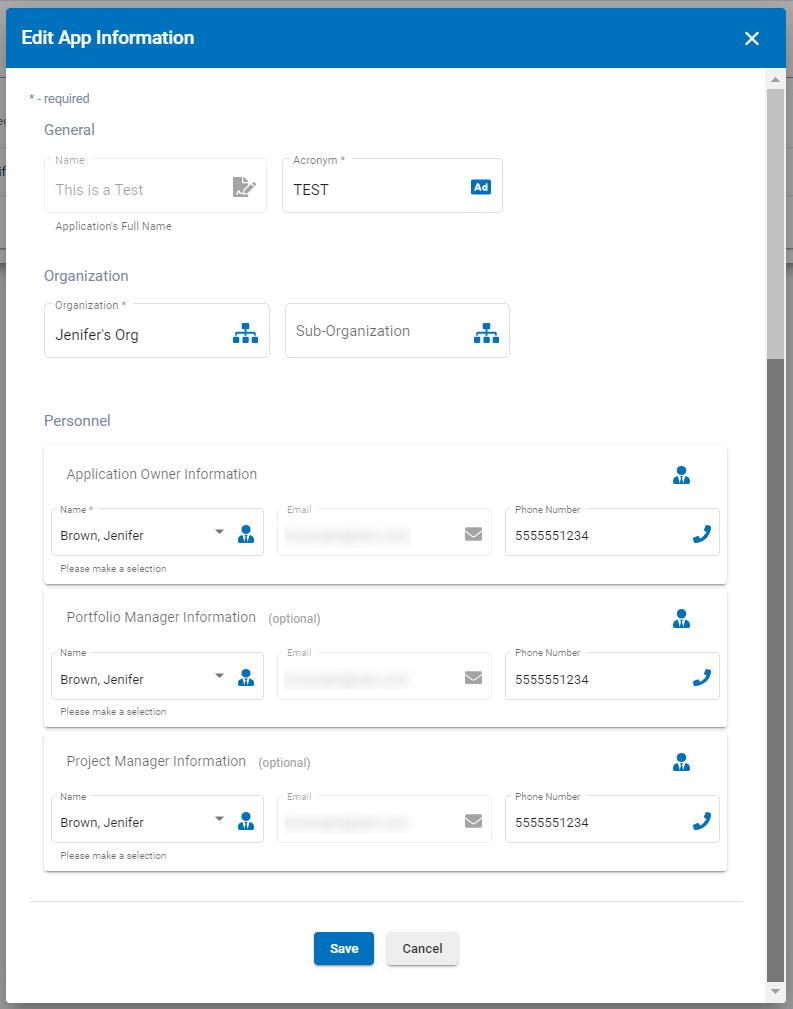 Edit App Information
* - required
General
Name
This is a Test
Application's Full Name
Acronym *
TEST
Ad
Organization
Organization *
Jenifer's Org
Sub-Organization
Personnel
Application Owner Information
Name *
Brown, Jenifer
Please make a selection
Email
Phone Number
5555551234
Portfolio Manager Information (optional)
Name
Brown, Jenifer
Please make a selection
Email
Phone Number
5555551234
Project Manager Information (optional)
Name
Brown, Jenifer
Please make a selection
Email
Phone Number
5555551234
Save
Cancel